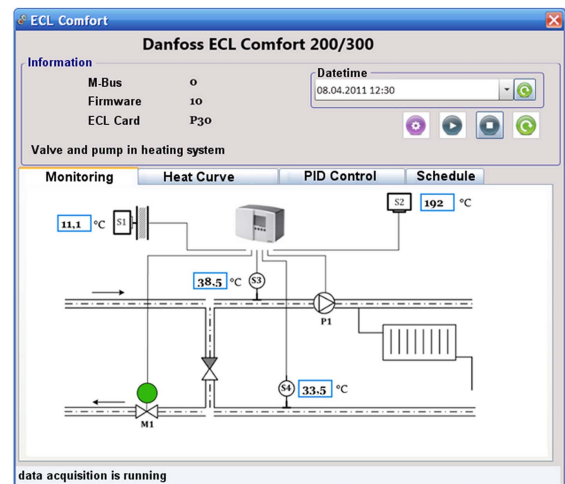 ECL Comfort
Danfoss ECL Comfort 200/300
Information
M-Bus 0
Firmware 10
ECL Card P30
Valve and pump in heating system
Datetime
08.04.2011 12:30
Monitoring Heat Curve PID Control Schedule
11,1 °C S1
S2 192 °C
38.5 °C S3
P1
S4 33.5 °C
M1
data acquisition is running